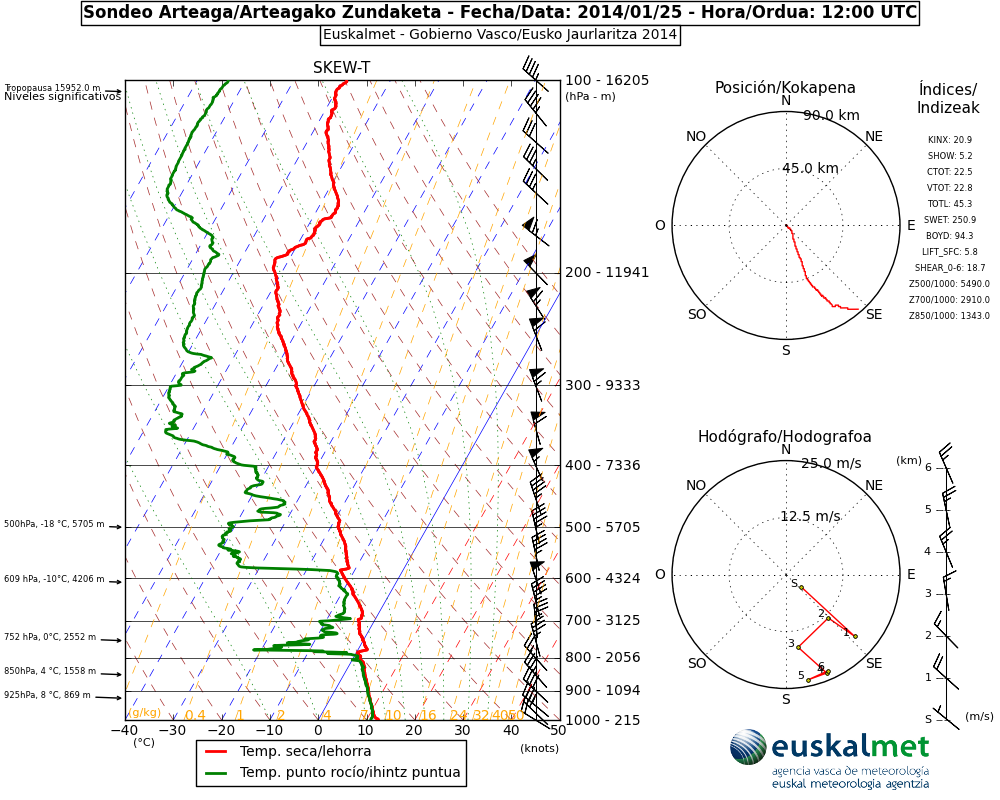 Sondeo Arteaga/Arteagako Zundaketa - Fecha/Data: 2014/01/25 - Hora/Ordua: 12:00 UTC
Euskalmet - Gobierno Vasco/Eusko Jaurlaritza 2014
SKEW-T
Tropopausa 15952.0 m
Niveles significativos
100 - 16205
(hPa - m)
200 - 11941
300 - 9333
400 - 7336
500hPa, -18 °C, 5705 m
500 - 5705
609 hPa, -10°C, 4206 m
600 - 4324
700 - 3125
752 hPa, 0°C, 2552 m
800 - 2056
850hPa, 4 °C, 1558 m
925hPa, 8 °C, 869 m
900 - 1094
(g/kg) 0.4 1 2 4 7 10 16 24 32 40 50
1000 - 215
−40 −30 −20 −10 0 10 20 30 40 50
(°C)
(knots)
Temp. seca/lehorra
Temp. punto rocío/ihintz puntua
Posición/Kokapena
N
90.0 km
NO
NE
45.0 km
O
E
SO
SE
S
Índices/
Indizeak
KINX: 20.9
SHOW: 5.2
CTOT: 22.5
VTOT: 22.8
TOTL: 45.3
SWET: 250.9
BOYD: 94.3
LIFT_SFC: 5.8
SHEAR_0-6: 18.7
Z500/1000: 5490.0
Z700/1000: 2910.0
Z850/1000: 1343.0
Hodógrafo/Hodografoa
N
25.0 m/s
NO
NE
12.5 m/s
O
E
S
2
1
3
6
4
5
SO
SE
S
(km)
6
5
4
3
2
1
S
(m/s)
euskalmet
agencia vasca de meteorología
euskal meteorologia agentzia